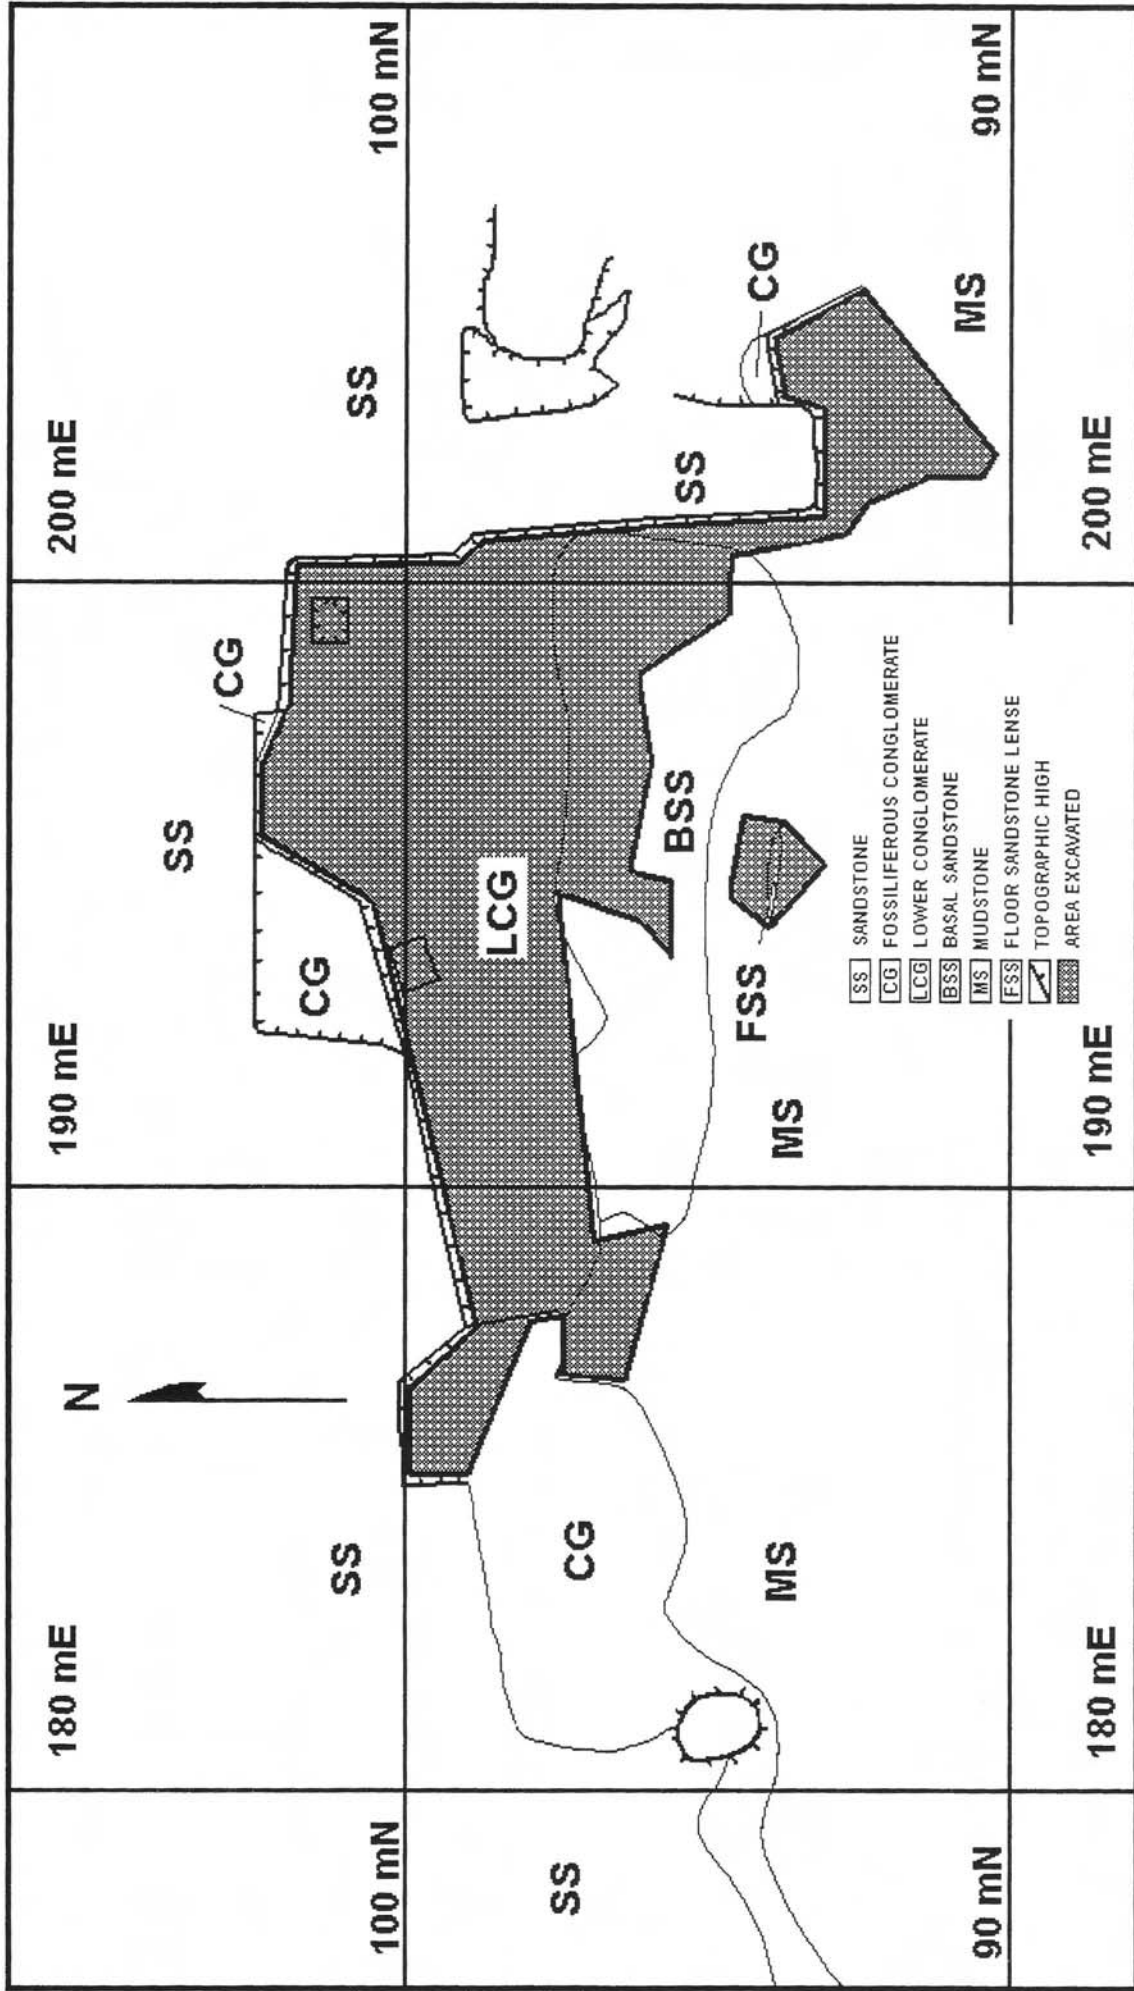 180 mE
190 mE
200 mE
N
SS
SS
CG
SS
100 mN
CG
100 mN
SS
CG
LCG
SS
BSS
CG
FSS
MS
MS
MS
90 mN
90 mN
SS SANDSTONE
CG FOSSILIFEROUS CONGLOMERATE
LCG LOWER CONGLOMERATE
BSS BASAL SANDSTONE
MS MUDSTONE
FSS FLOOR SANDSTONE LENSE
TOPOGRAPHIC HIGH
AREA EXCAVATED
180 mE
190 mE
200 mE